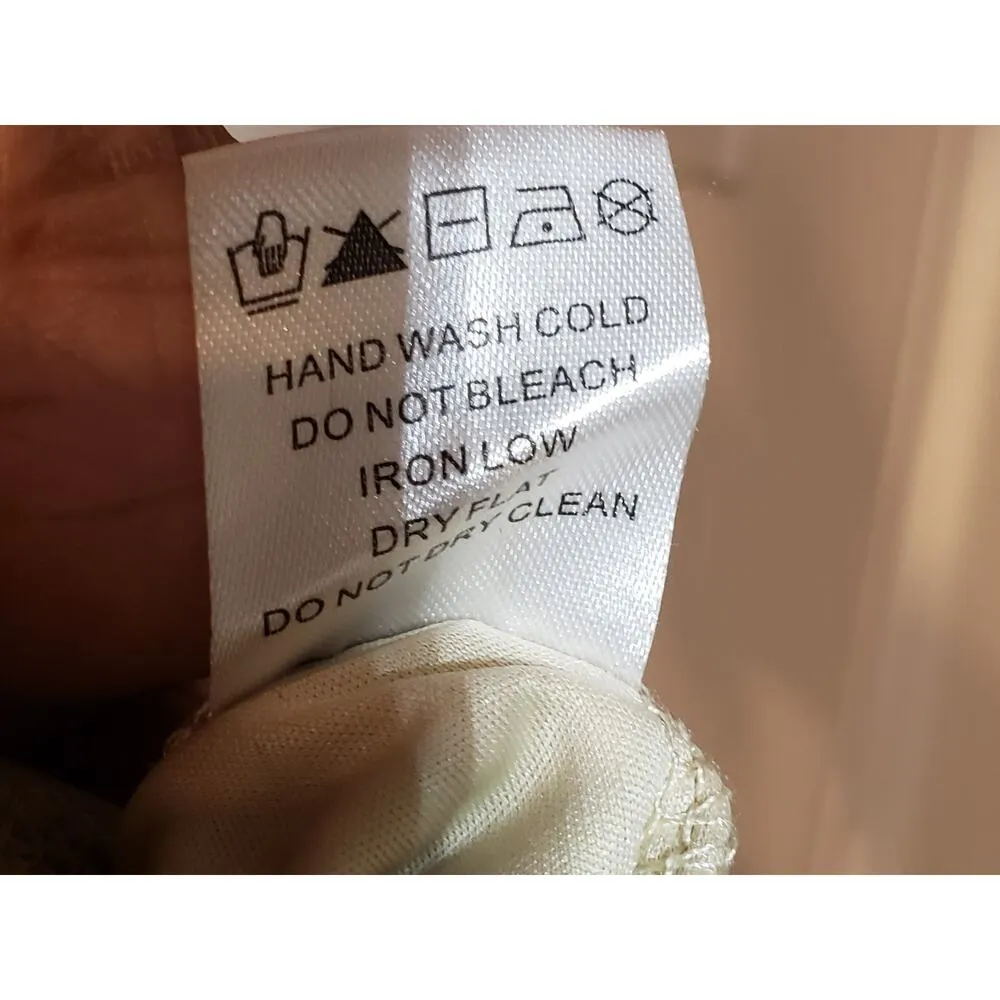 HAND WASH COLD
DO NOT BLEACH
IRON LOW
DRY FLAT
DO NOT DRY CLEAN